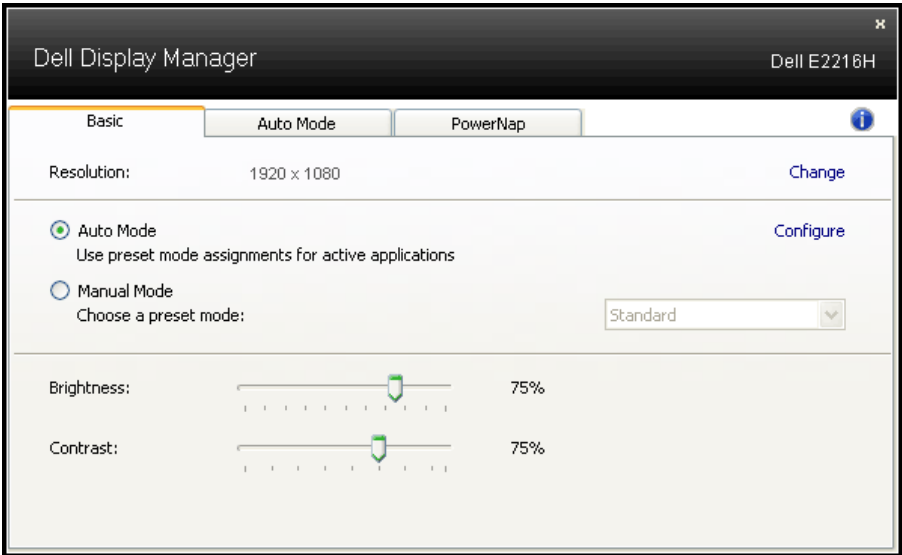 Dell Display Manager
Dell E2216H
Basic
Auto Mode
PowerNap
Resolution:
1920 x 1080
Change
Auto Mode
Configure
Use preset mode assignments for active applications
Manual Mode
Choose a preset mode:
Standard
Brightness:
75%
Contrast:
75%